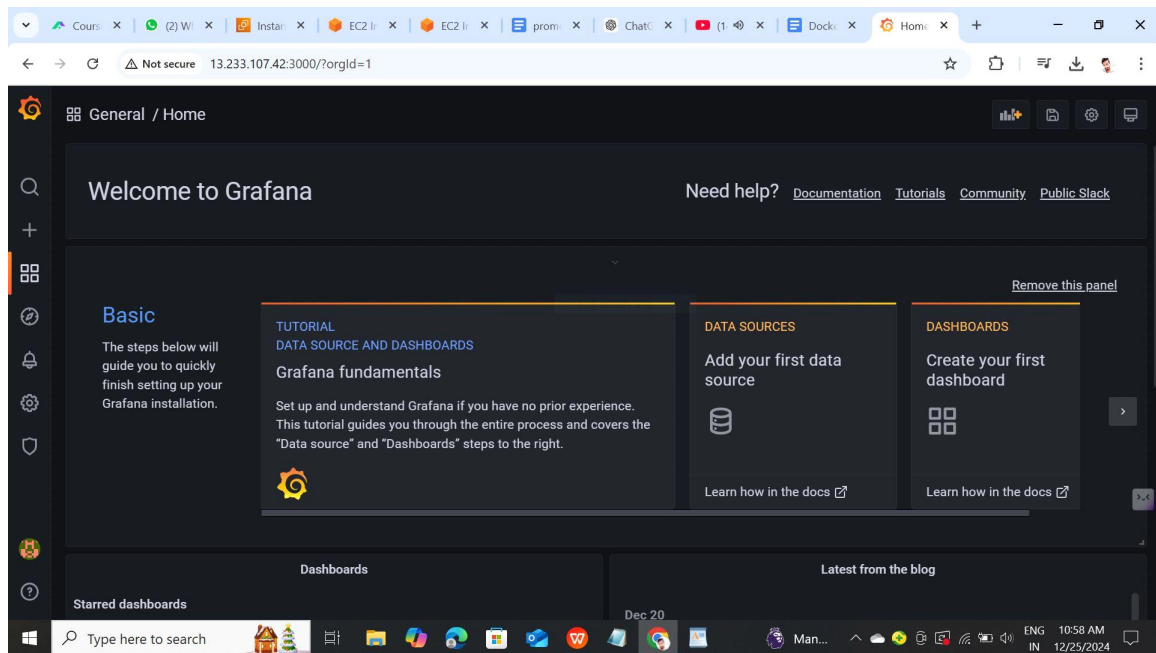 Cours
(2) W
Instan
EC2 In
EC2 In
prom
ChatG
(1
Docke
Home
Not secure 13.233.107.42:3000/?orgId=1
General / Home
Welcome to Grafana
Need help? Documentation Tutorials Community Public Slack
Remove this panel
Basic
The steps below will
guide you to quickly
finish setting up your
Grafana installation.
TUTORIAL
DATA SOURCE AND DASHBOARDS
Grafana fundamentals
Set up and understand Grafana if you have no prior experience.
This tutorial guides you through the entire process and covers the
“Data source” and “Dashboards” steps to the right.
DATA SOURCES
Add your first data
source
Learn how in the docs
DASHBOARDS
Create your first
dashboard
Learn how in the docs
Dashboards
Starred dashboards
Latest from the blog
Dec 20
Type here to search
Man...
ENG
IN
10:58 AM
12/25/2024